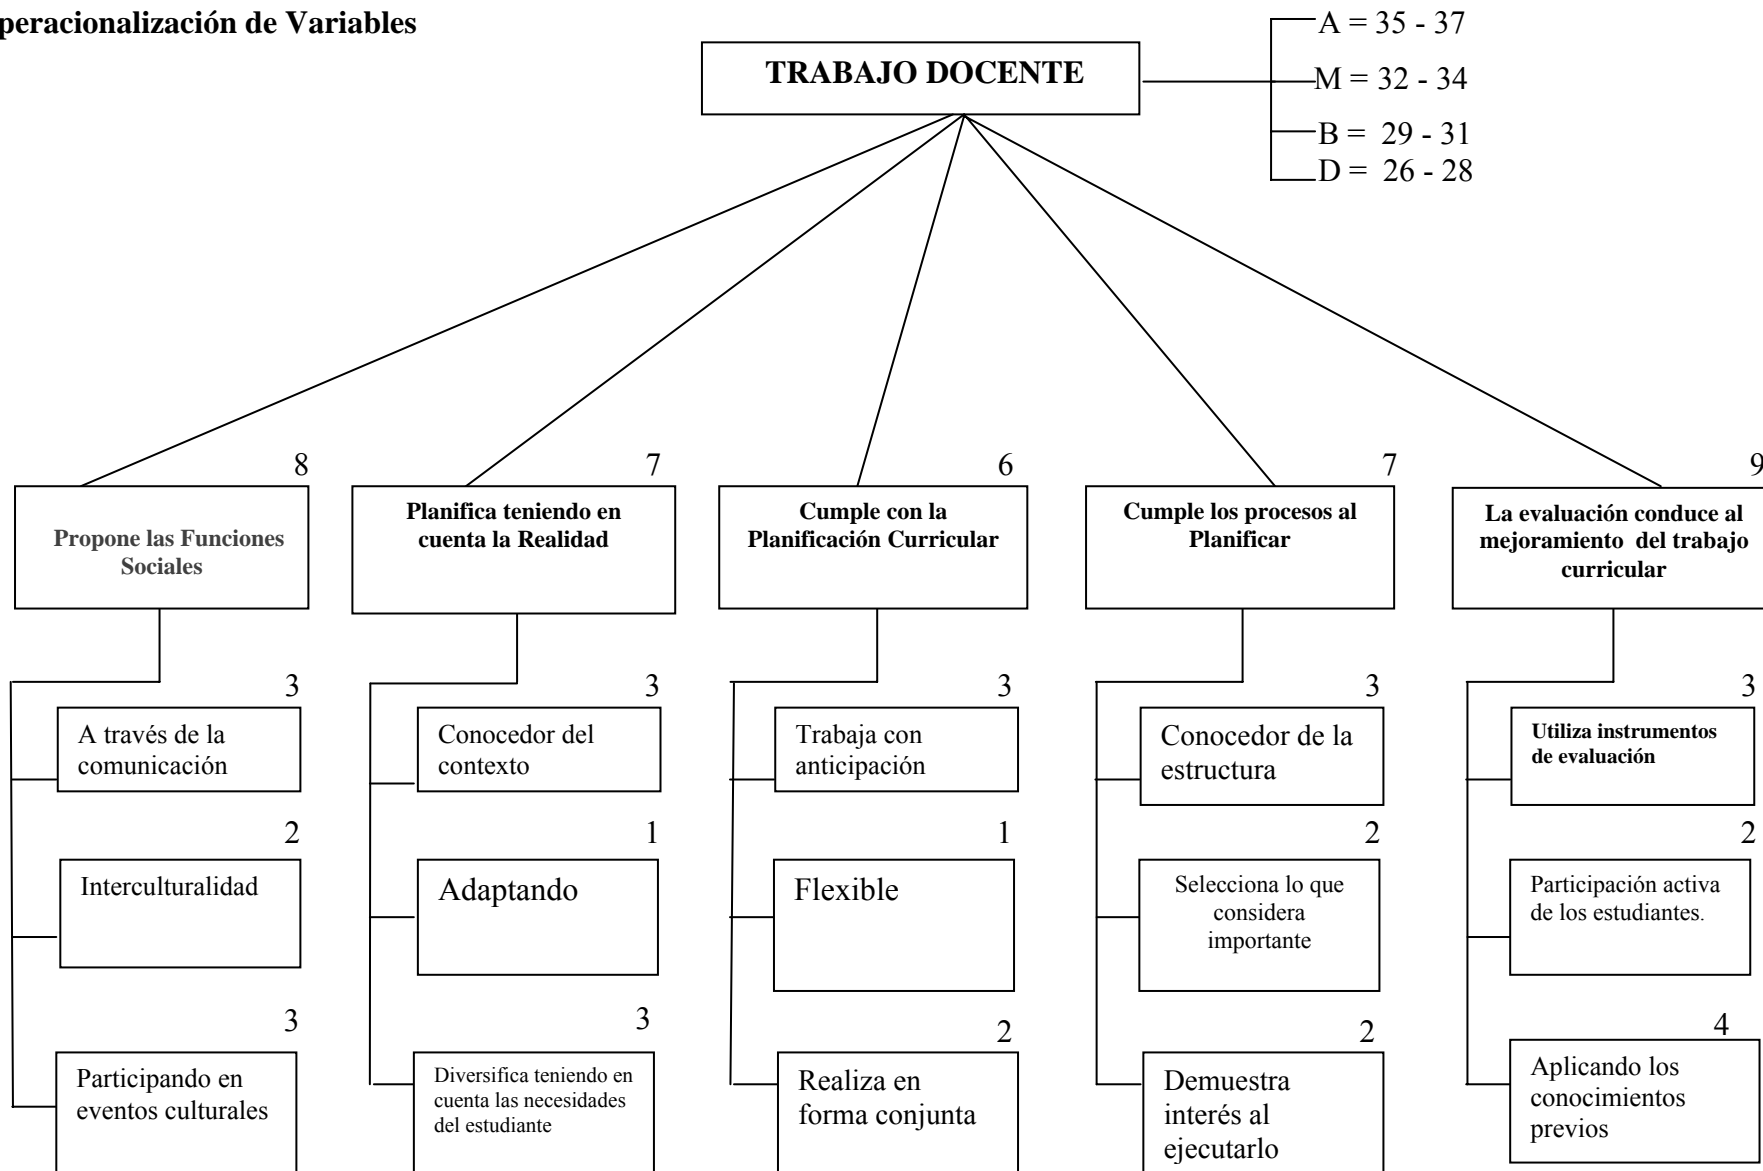 peracionalización de Variables
TRABAJO DOCENTE
A = 35 - 37
M = 32 - 34
B = 29 - 31
D = 26 - 28
8
Propone las Funciones
Sociales
7
Planifica teniendo en
cuenta la Realidad
6
Cumple con la
Planificación Curricular
7
Cumple los procesos al
Planificar
9
La evaluación conduce al
mejoramiento del trabajo
curricular
3
A través de la
comunicación
3
Conocedor del
contexto
3
Trabaja con
anticipación
3
Conocedor de la
estructura
3
Utiliza instrumentos
de evaluación
2
Interculturalidad
1
Adaptando
1
Flexible
2
Selecciona lo que
considera
importante
2
Participación activa
de los estudiantes.
3
Participando en
eventos culturales
3
Diversifica teniendo en
cuenta las necesidades
del estudiante
2
Realiza en
forma conjunta
2
Demuestra
interés al
ejecutarlo
4
Aplicando los
conocimientos
previos